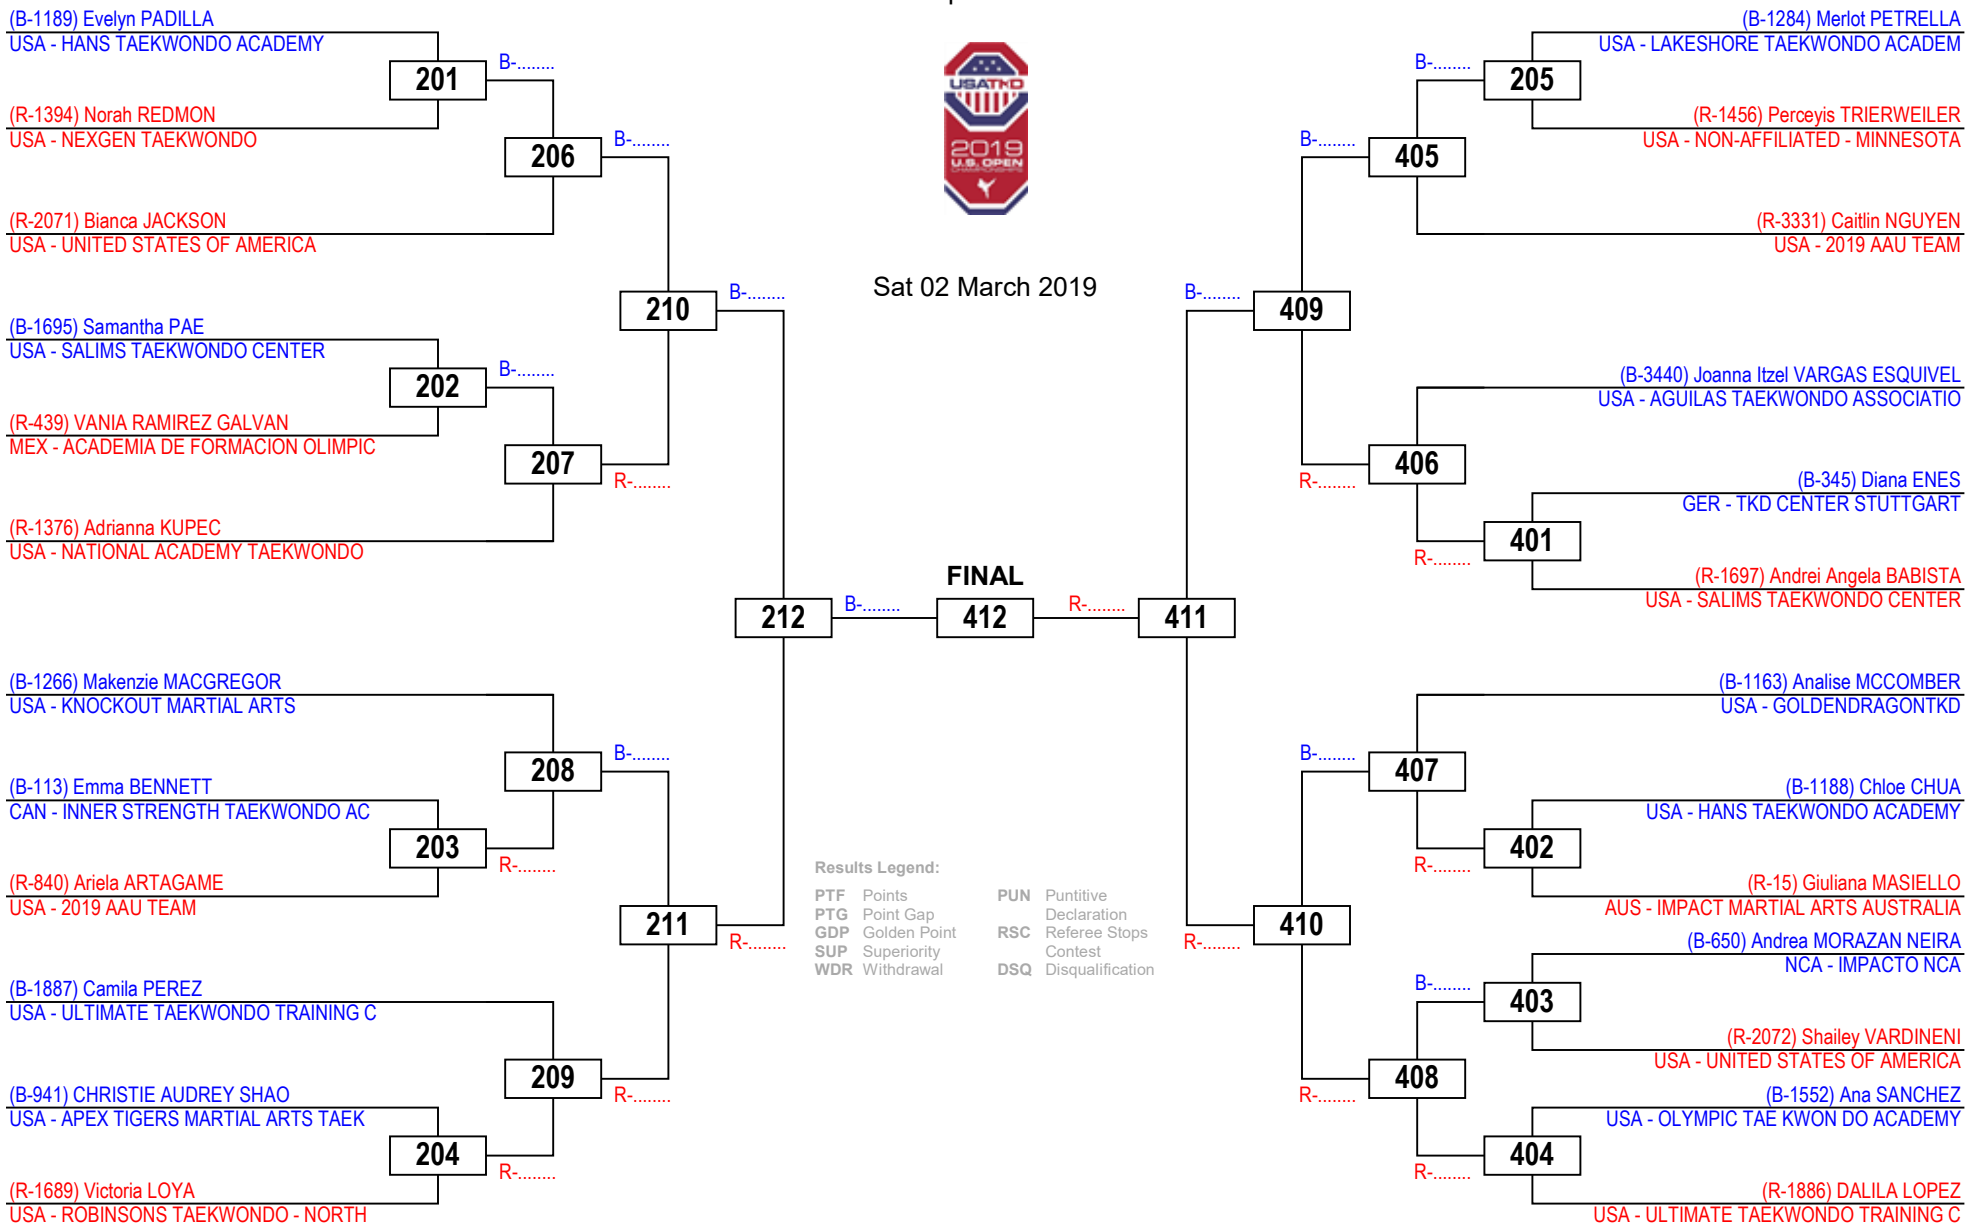 (B-1189) Evelyn PADILLA
USA - HANS TAEKWONDO ACADEMY
201
B-........
(R-1394) Norah REDMON
USA - NEXGEN TAEKWONDO
206
B-........
(R-2071) Bianca JACKSON
USA - UNITED STATES OF AMERICA
210
B-........
(B-1695) Samantha PAE
USA - SALIMS TAEKWONDO CENTER
202
B-........
(R-439) VANIA RAMIREZ GALVAN
MEX - ACADEMIA DE FORMACION OLIMPIC
207
R-........
(R-1376) Adrianna KUPEC
USA - NATIONAL ACADEMY TAEKWONDO
212
B-........
(B-1266) Makenzie MACGREGOR
USA - KNOCKOUT MARTIAL ARTS
208
B-........
(B-113) Emma BENNETT
CAN - INNER STRENGTH TAEKWONDO AC
203
R-........
(R-840) Ariela ARTAGAME
USA - 2019 AAU TEAM
211
R-........
(B-1887) Camila PEREZ
USA - ULTIMATE TAEKWONDO TRAINING C
209
R-........
(B-941) CHRISTIE AUDREY SHAO
USA - APEX TIGERS MARTIAL ARTS TAEK
204
R-........
(R-1689) Victoria LOYA
USA - ROBINSONS TAEKWONDO - NORTH
USATKD
2019
U.S. OPEN
CHAMPIONSHIPS
Sat 02 March 2019
FINAL
412
Results Legend:
PTF Points
PTG Point Gap
GDP Golden Point
SUP Superiority
WDR Withdrawal
PUN Puntitive
Declaration
RSC Referee Stops
Contest
DSQ Disqualification
(B-1284) Merlot PETRELLA
USA - LAKESHORE TAEKWONDO ACADEM
B-........
205
(R-1456) Perceyis TRIERWEILER
USA - NON-AFFILIATED - MINNESOTA
B-........
405
(R-3331) Caitlin NGUYEN
USA - 2019 AAU TEAM
B-........
409
(B-3440) Joanna Itzel VARGAS ESQUIVEL
USA - AGUILAS TAEKWONDO ASSOCIATIO
406
R-........
(B-345) Diana ENES
GER - TKD CENTER STUTTGART
401
R-........
(R-1697) Andrei Angela BABISTA
USA - SALIMS TAEKWONDO CENTER
R-........
411
(B-1163) Analise MCCOMBER
USA - GOLDENDRAGONTKD
B-........
407
(B-1188) Chloe CHUA
USA - HANS TAEKWONDO ACADEMY
402
R-........
(R-15) Giuliana MASIELLO
AUS - IMPACT MARTIAL ARTS AUSTRALIA
410
R-........
(B-650) Andrea MORAZAN NEIRA
NCA - IMPACTO NCA
B-........
403
(R-2072) Shailey VARDINENI
USA - UNITED STATES OF AMERICA
408
R-........
(B-1552) Ana SANCHEZ
USA - OLYMPIC TAE KWON DO ACADEMY
404
R-........
(R-1886) DALILA LOPEZ
USA - ULTIMATE TAEKWONDO TRAINING C